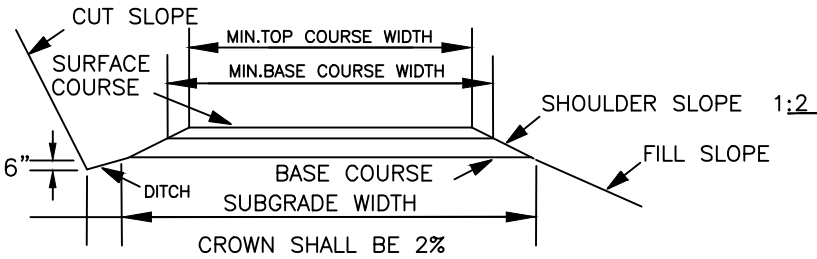 CUT SLOPE
MIN.TOP COURSE WIDTH
SURFACE
COURSE
MIN.BASE COURSE WIDTH
SHOULDER SLOPE 1:2
6”
DITCH
BASE COURSE
FILL SLOPE
SUBGRADE WIDTH
CROWN SHALL BE 2%